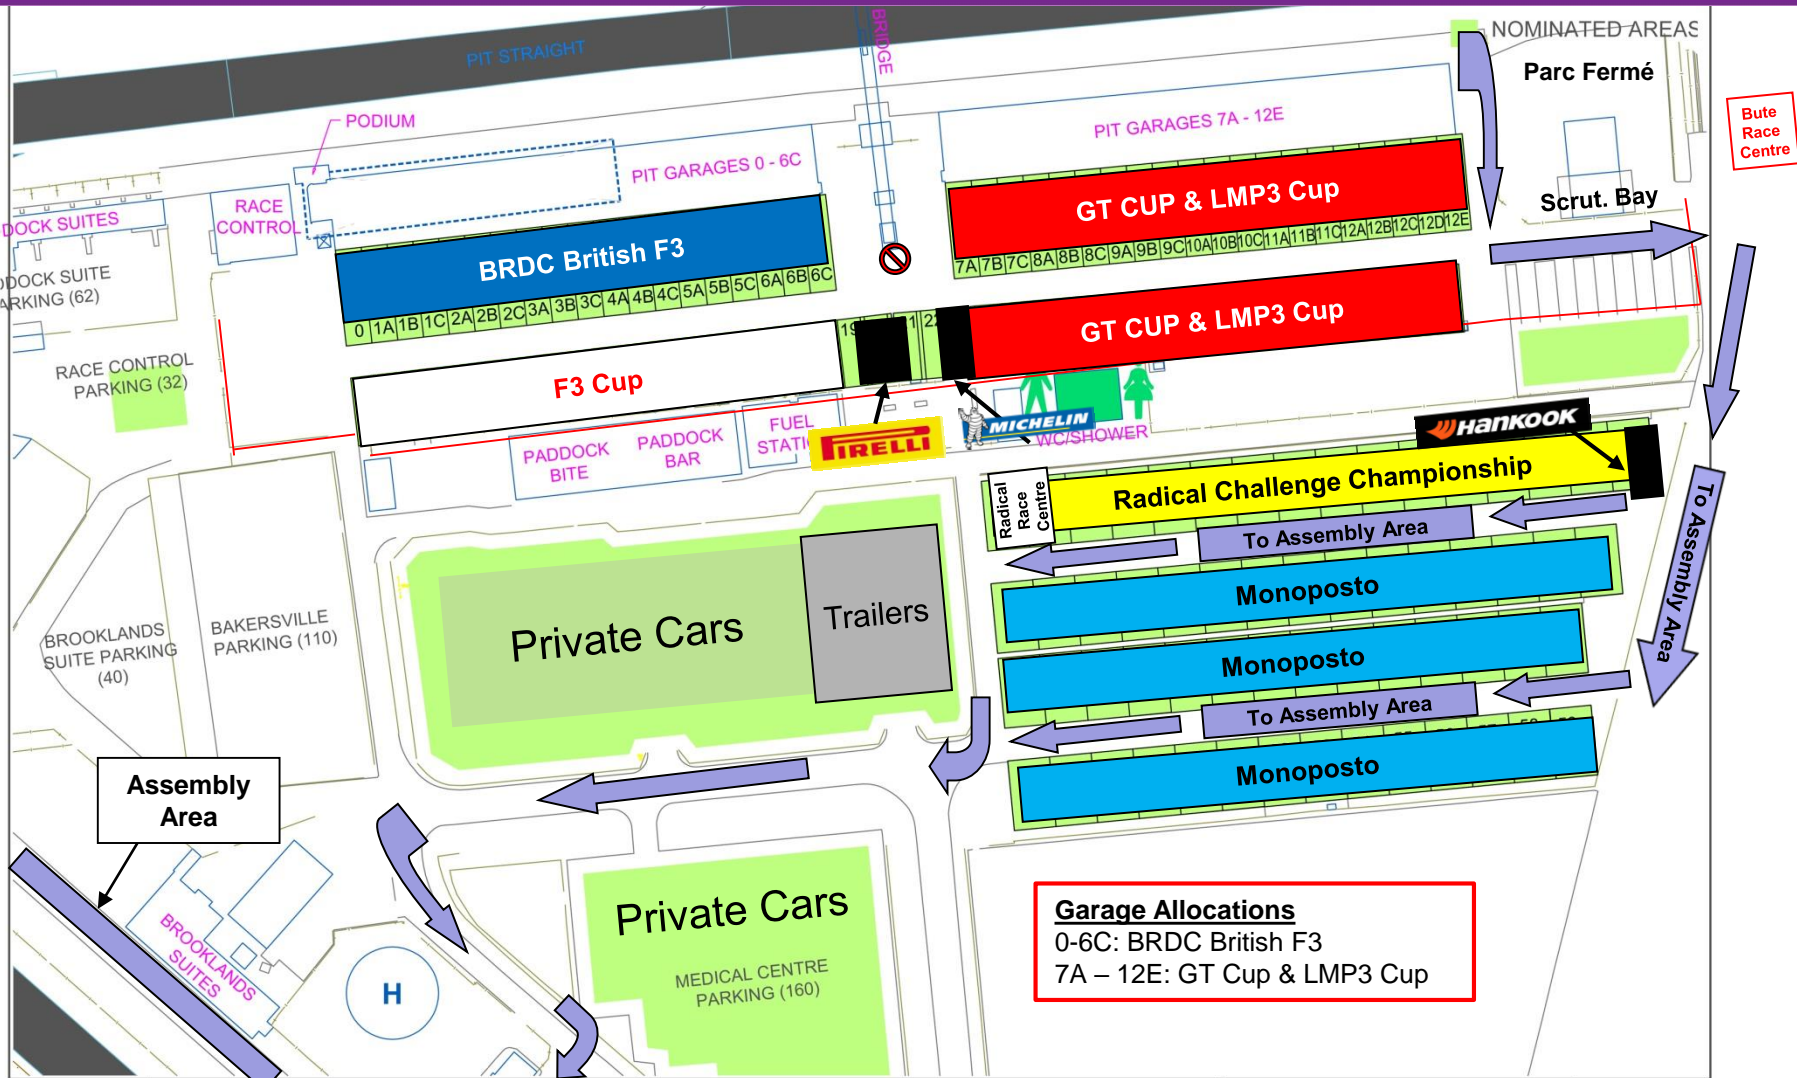 NOMINATED AREAS
Parc Fermé
Bute
Race
Centre
PIT STRAIGHT
BRIDGE
PODIUM
PIT GARAGES 7A - 12E
PIT GARAGES 0 - 6C
RACE
CONTROL
DOCK SUITES
DDOCK SUITE
ARKING (62)
GT CUP & LMP3 Cup
Scrut. Bay
7A 7B 7C 8A 8B 8C 9A 9B 9C 10A 10B 10C 11A 11B 11C 12A 12B 12C 12D 12E
BRDC British F3
0 1A 1B 1C 2A 2B 2C 3A 3B 3C 4A 4B 4C 5A 5B 5C 6A 6B 6C
GT CUP & LMP3 Cup
RACE CONTROL
PARKING (32)
F3 Cup
PADDOCK
BITE
PADDOCK
BAR
FUEL
PIRELLI
MICHELIN
WC/SHOWER
HANKOOK
Radical
Race
Centre
Radical Challenge Championship
To Assembly Area
To Assembly Area
Monoposto
Monoposto
To Assembly Area
Monoposto
Private Cars
Trailers
BROOKLANDS
SUITE PARKING
(40)
BAKERSVILLE
PARKING (110)
Assembly
Area
BROOKLANDS
SUITES
H
Private Cars
MEDICAL CENTRE
PARKING (160)
Garage Allocations
0-6C: BRDC British F3
7A – 12E: GT Cup & LMP3 Cup